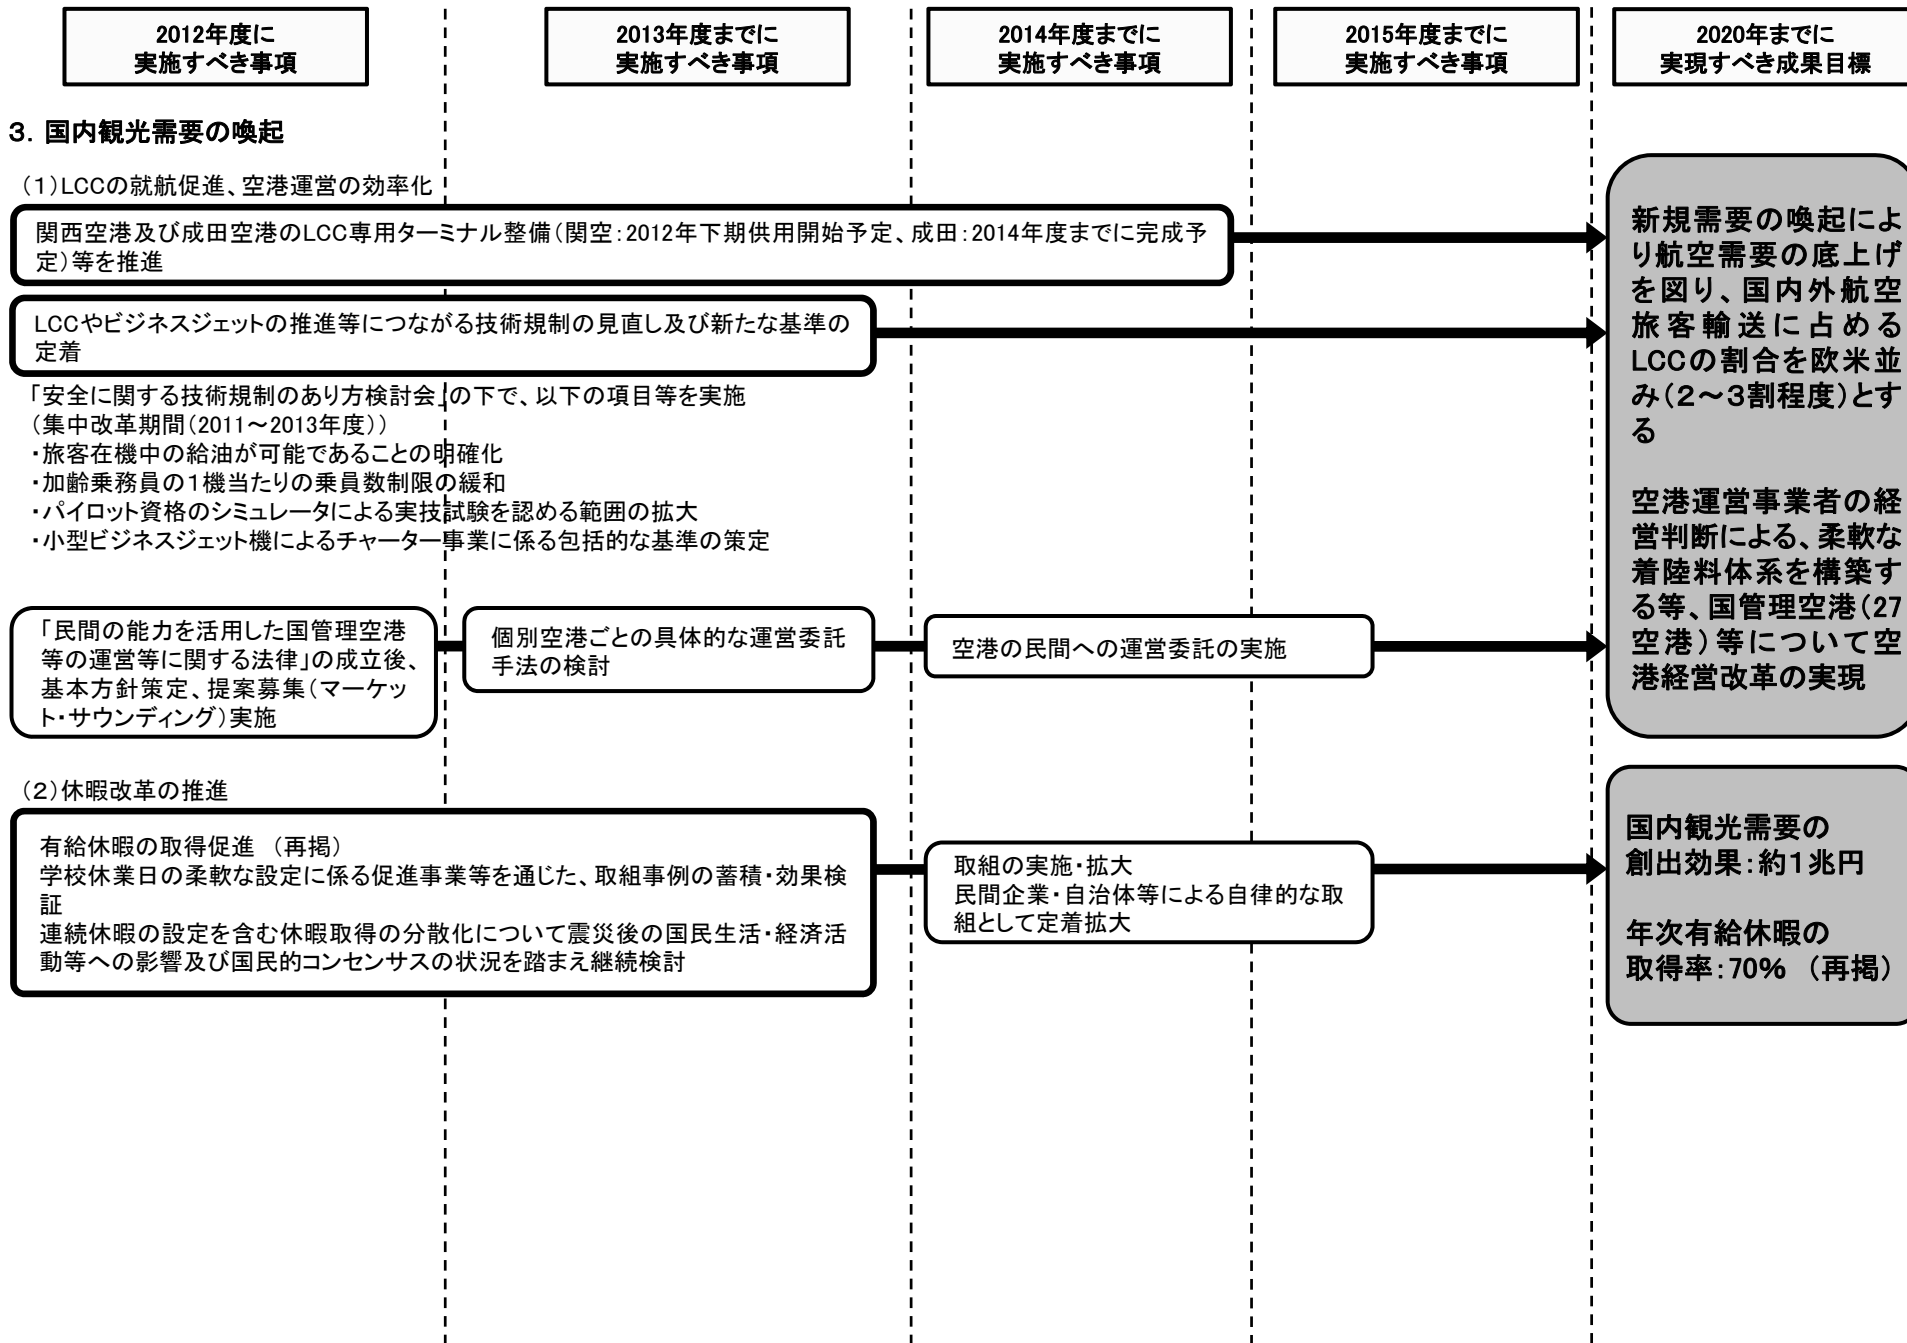 2012年度に
実施すべき事項
2013年度までに
実施すべき事項
2014年度までに
実施すべき事項
2015年度までに
実施すべき事項
2020年までに
実現すべき成果目標
3．国内観光需要の喚起
（１）LCCの就航促進、空港運営の効率化
関西空港及び成田空港のLCC専用ターミナル整備（関空：2012年下期供用開始予定、成田：2014年度までに完成予
定）等を推進
LCCやビジネスジェットの推進等につながる技術規制の見直し及び新たな基準の
定着
「安全に関する技術規制のあり方検討会」の下で、以下の項目等を実施
（集中改革期間（2011～2013年度））
・旅客在機中の給油が可能であることの明確化
・加齢乗務員の１機当たりの乗員数制限の緩和
・パイロット資格のシミュレータによる実技試験を認める範囲の拡大
・小型ビジネスジェット機によるチャーター事業に係る包括的な基準の策定
「民間の能力を活用した国管理空港
等の運営等に関する法律」の成立後、
基本方針策定、提案募集（マーケッ
ト・サウンディング）実施
個別空港ごとの具体的な運営委託
手法の検討
空港の民間への運営委託の実施
新規需要の喚起によ
り航空需要の底上げ
を図り、国内外航空
旅客輸送に占める
LCCの割合を欧米並
み（２～３割程度）とす
る
空港運営事業者の経
営判断による、柔軟な
着陸料体系を構築す
る等、国管理空港（27
空港）等について空
港経営改革の実現
（２）休暇改革の推進
有給休暇の取得促進 （再掲）
学校休業日の柔軟な設定に係る促進事業等を通じた、取組事例の蓄積・効果検
証
連続休暇の設定を含む休暇取得の分散化について震災後の国民生活・経済活
動等への影響及び国民的コンセンサスの状況を踏まえ継続検討
取組の実施・拡大
民間企業・自治体等による自律的な取
組として定着拡大
国内観光需要の
創出効果：約１兆円
年次有給休暇の
取得率：70% （再掲）